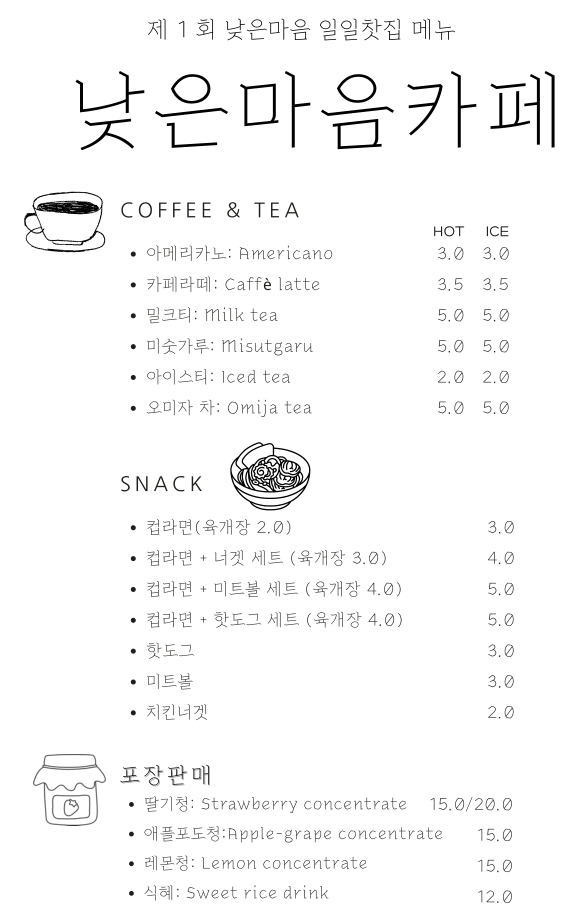 제 1 회 낮은마음 일일찻집 메뉴
낮은마음카페
COFFEE & TEA
HOT ICE
• 아메리카노: Americano 3.0 3.0
• 카페라떼: Caffè latte 3.5 3.5
• 밀크티: Milk tea 5.0 5.0
• 미숫가루: Misutgaru 5.0 5.0
• 아이스티: Iced tea 2.0 2.0
• 오미자 차: Omija tea 5.0 5.0
SNACK
• 컵라면(육개장 2.0) 3.0
• 컵라면 + 너겟 세트 (육개장 3.0) 4.0
• 컵라면 + 미트볼 세트 (육개장 4.0) 5.0
• 컵라면 + 핫도그 세트 (육개장 4.0) 5.0
• 핫도그 3.0
• 미트볼 3.0
• 치킨너겟 2.0
포장판매
• 딸기청: Strawberry concentrate 15.0/20.0
• 애플포도청:Apple-grape concentrate 15.0
• 레몬청: Lemon concentrate 15.0
• 식혜: Sweet rice drink 12.0